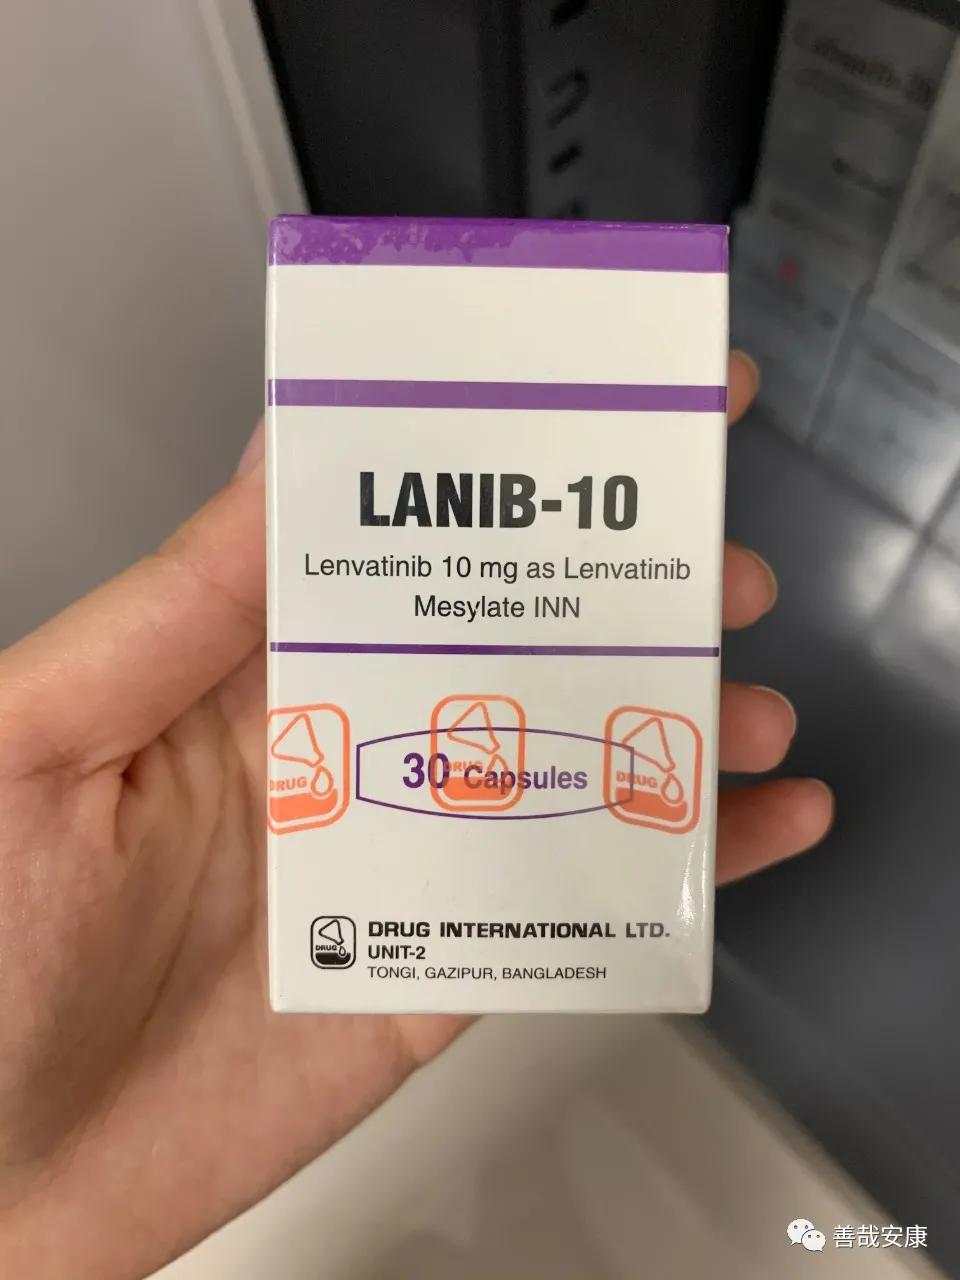 LANIB-10
Lenvatinib 10 mg as Lenvatinib
Mesylate INN
DRUG
DRUG
DRUG
30 Capsules
DRUG
DRUG INTERNATIONAL LTD.
UNIT-2
TONGI, GAZIPUR, BANGLADESH
善哉安康